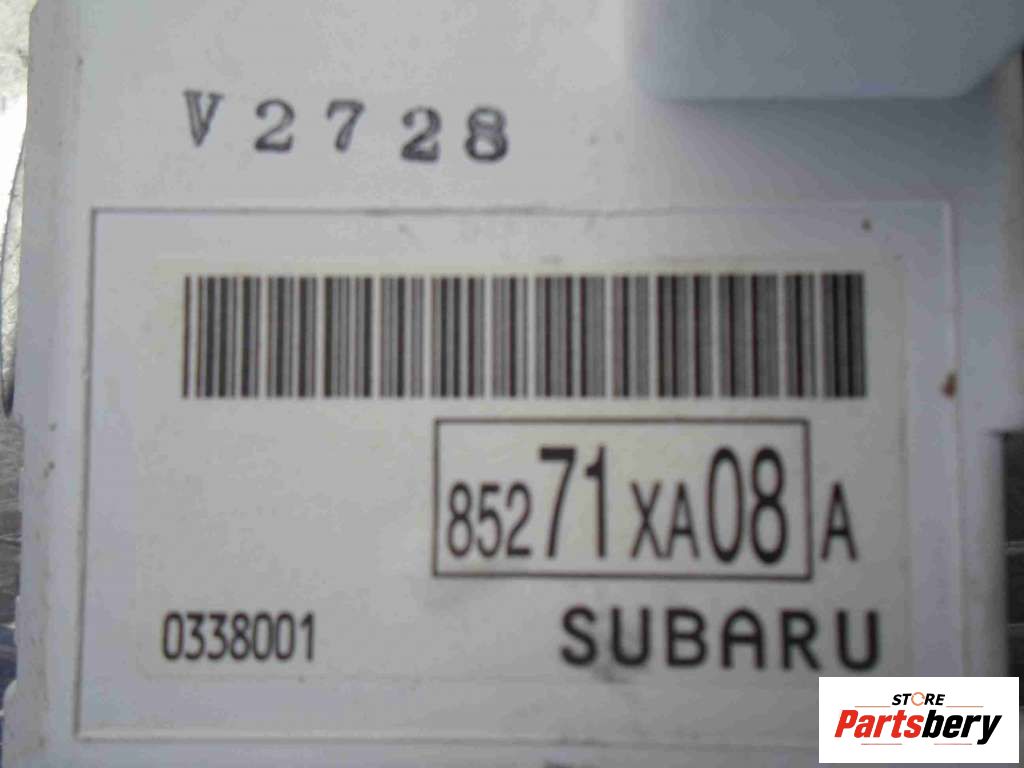 V2728
85271XA08A
0338001 SUBARU
STORE
Partsbery